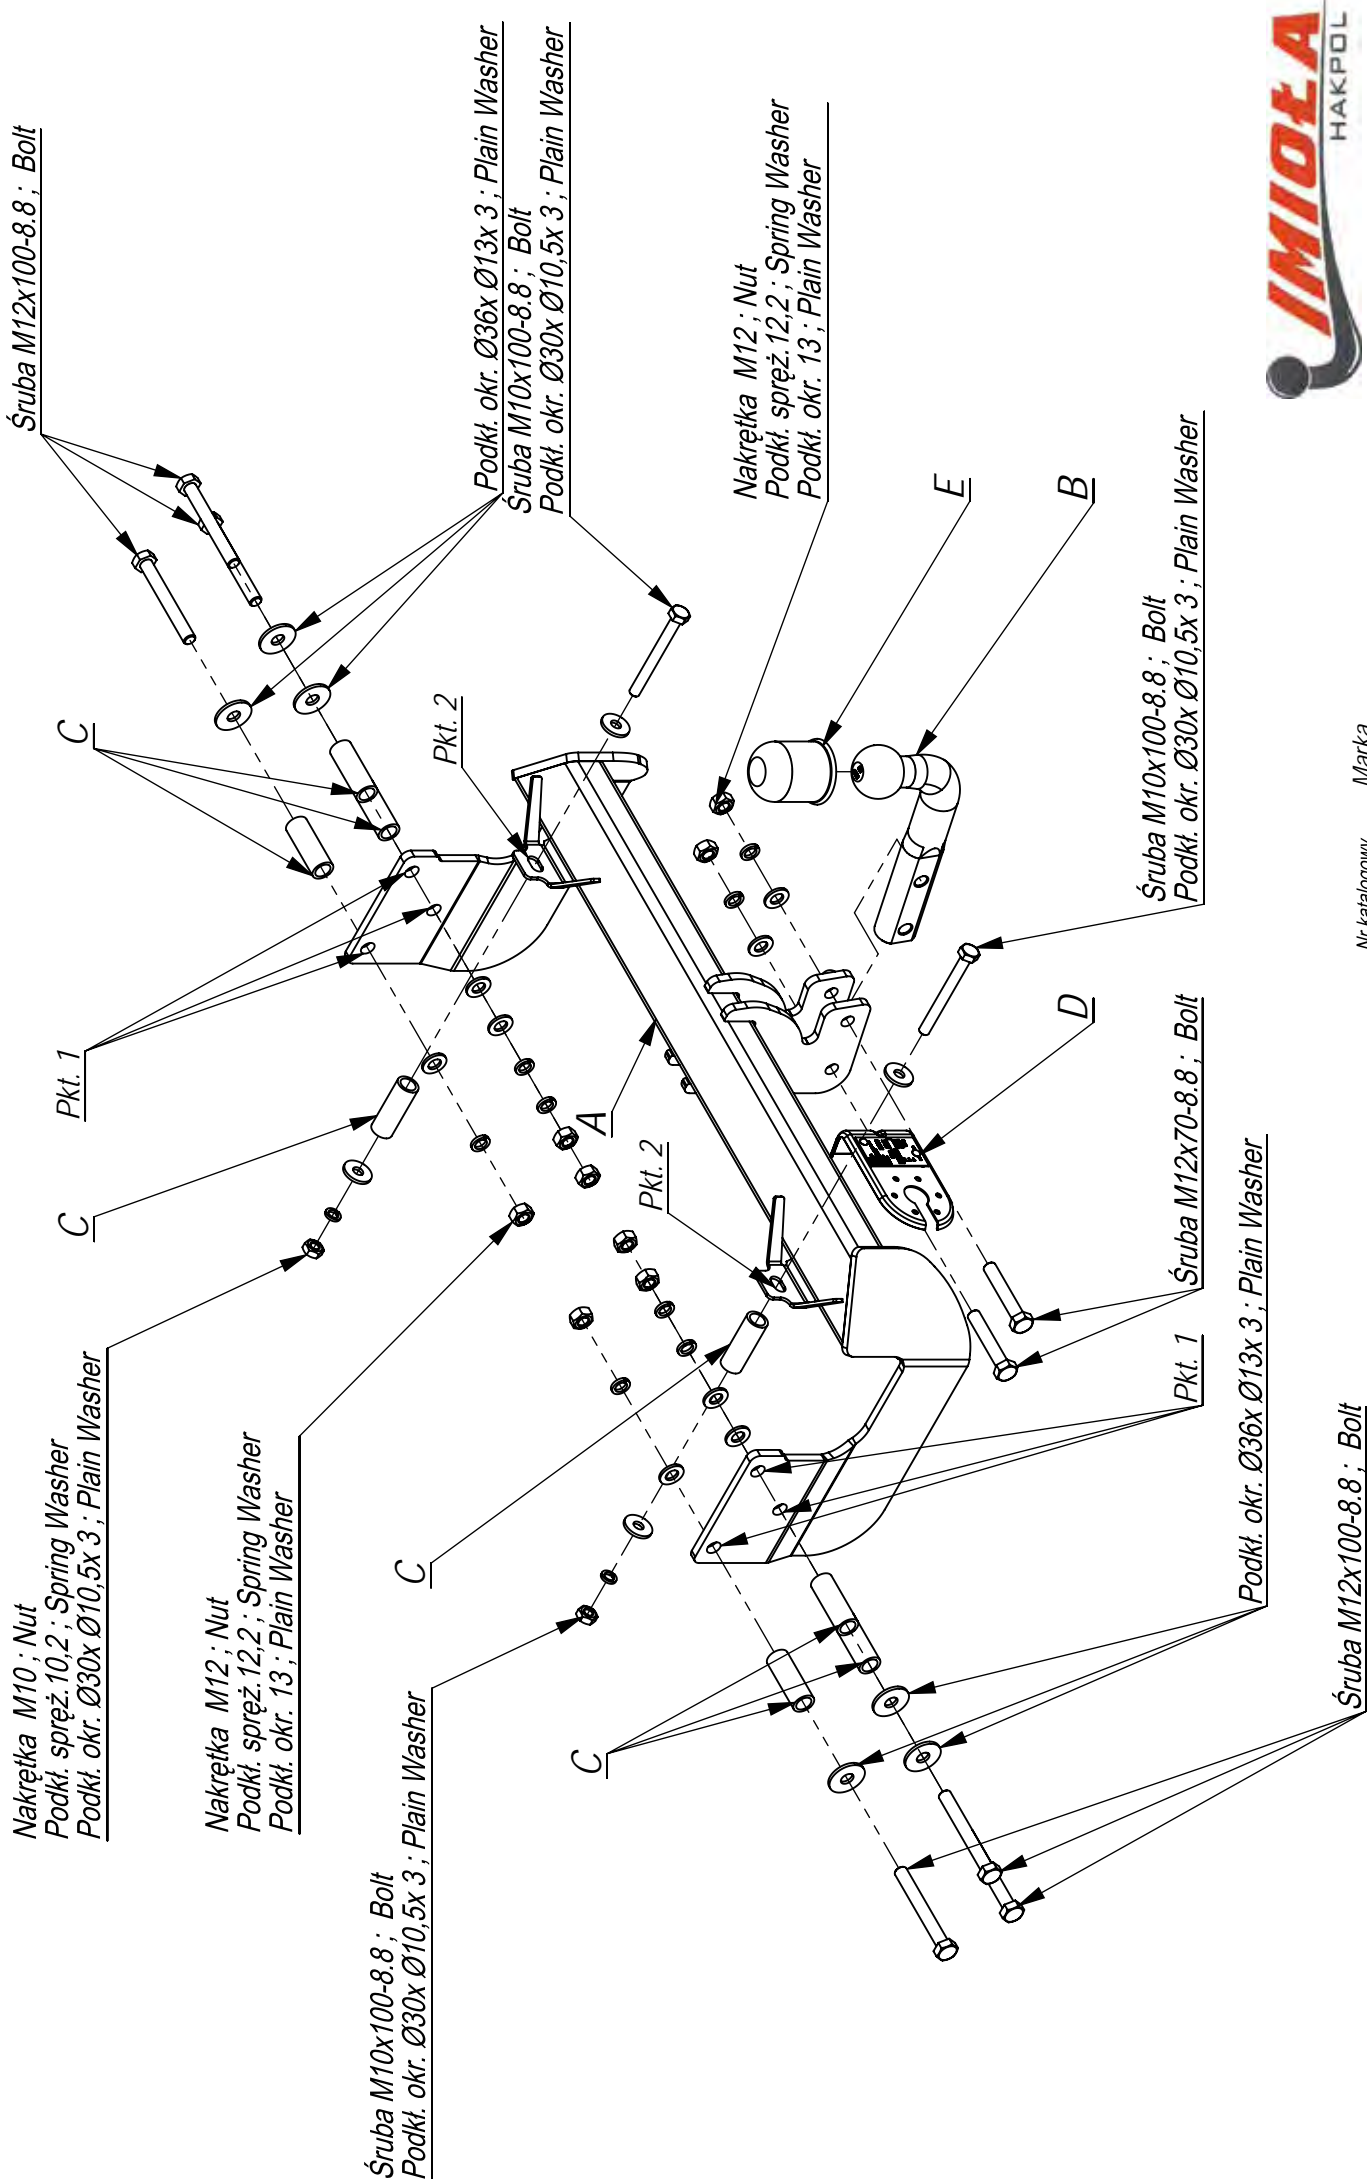 Nakrętka M10 ; Nut
Podkł. spręż.10,2 ; Spring Washer
Podkł. okr. Ø30x Ø10,5x 3 ; Plain Washer
C
Pkt. 1
C
Śruba M12x100-8.8 ; Bolt
Nakrętka M12 ; Nut
Podkł. spręż.12,2 ; Spring Washer
Podkł. okr. 13 ; Plain Washer
Śruba M10x100-8.8 ; Bolt
Podkł. okr. Ø30x Ø10,5x 3 ; Plain Washer
C
Pkt. 2
A
Pkt. 2
Podkł. okr. Ø36x Ø13x 3 ; Plain Washer
Śruba M10x100-8.8 ; Bolt
Podkł. okr. Ø30x Ø10,5x 3 ; Plain Washer
Nakrętka M12 ; Nut
Podkł. spręż.12,2 ; Spring Washer
Podkł. okr. 13 ; Plain Washer
E
B
C
D
Śruba M10x100-8.8 ; Bolt
Podkł. okr. Ø30x Ø10,5x 3 ; Plain Washer
Śruba M12x70-8.8 ; Bolt
Pkt. 1
Podkł. okr. Ø36x Ø13x 3 ; Plain Washer
Śruba M12x100-8.8 ; Bolt
IMIOŁA
HAKPOL
Nr katalogowy Marka